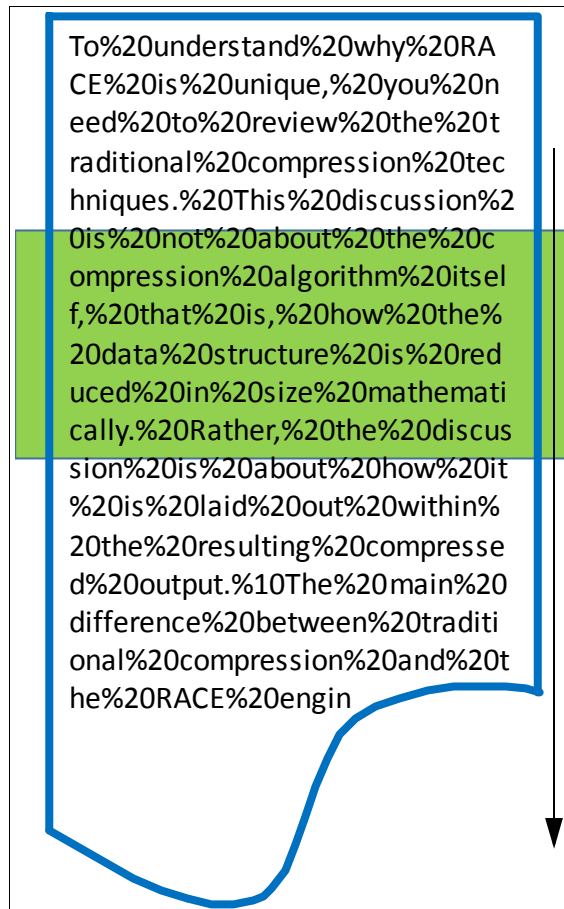 To%20understand%20why%20RA
CE%20is%20unique,%20you%20n
eed%20to%20review%20the%20t
raditional%20compression%20tec
hniques.%20This%20discussion%2
0is%20not%20about%20the%20c
ompression%20algorithm%20itsel
f,%20that%20is,%20how%20the%
20data%20structure%20is%20red
uced%20in%20size%20mathemati
cally.%20Rather,%20the%20discus
sion%20is%20about%20how%20it
%20is%20laid%20out%20within%
20the%20resulting%20compresse
d%20output.%10The%20main%20
difference%20between%20traditi
onal%20compression%20and%20t
he%20RACE%20engin